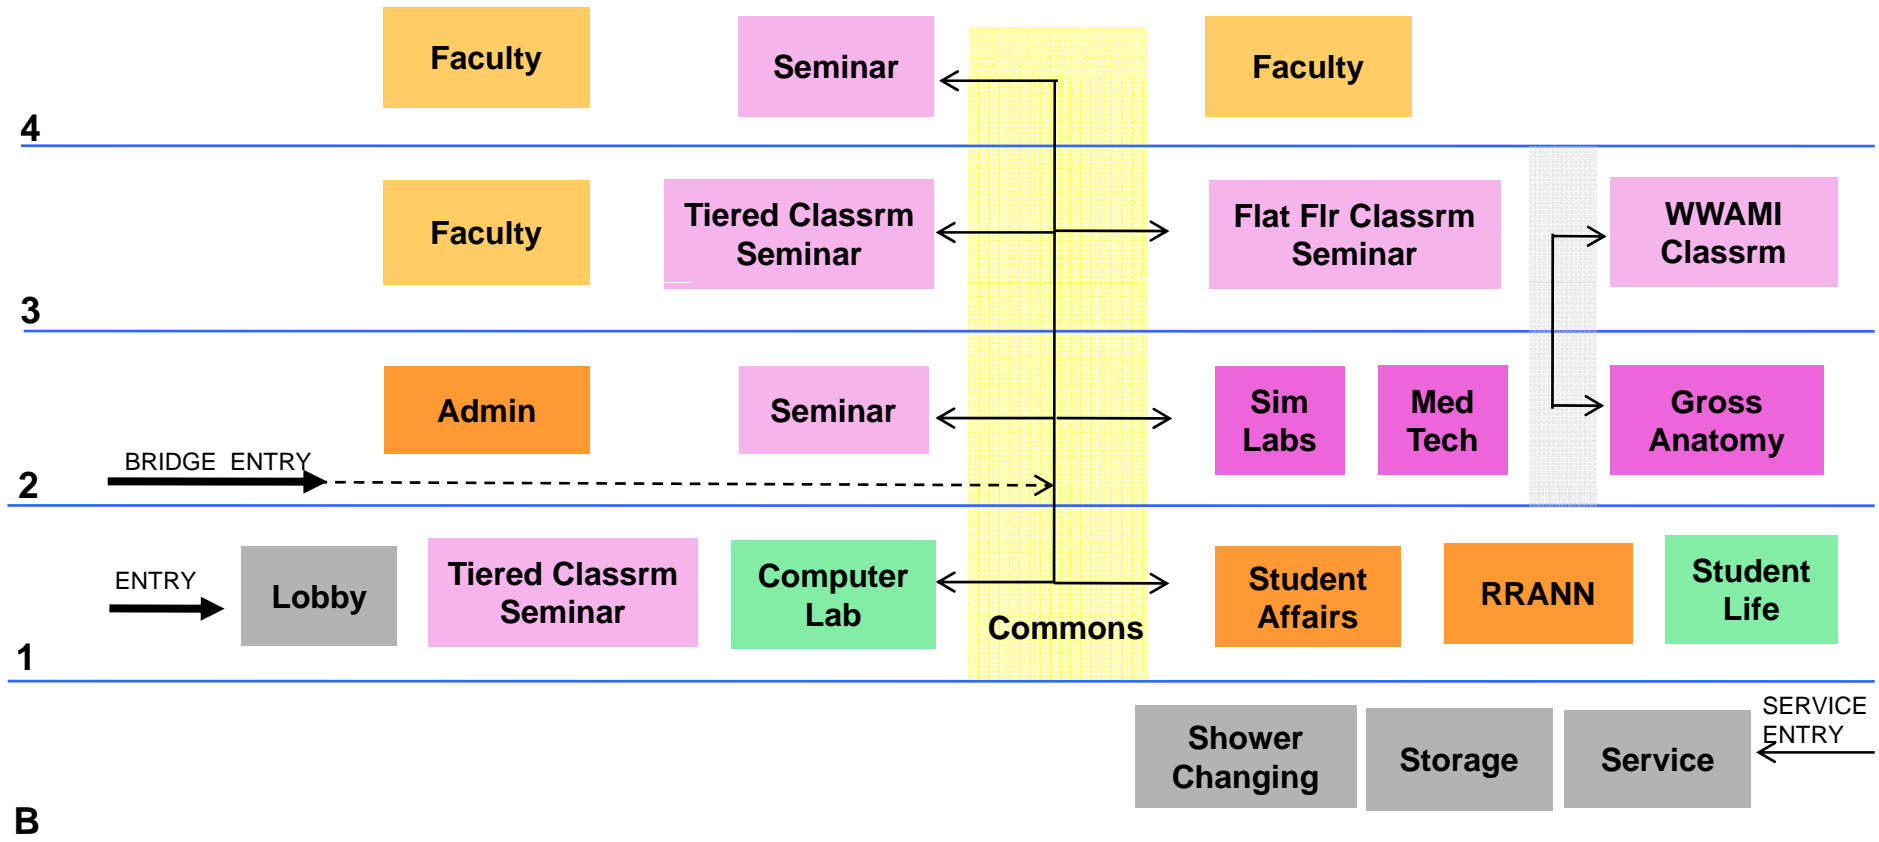 Faculty
Seminar
Faculty
4
Faculty
Tiered Classrm
Seminar
Flat Flr Classrm
Seminar
WWAMI
Classrm
3
Admin
Seminar
Sim
Labs
Med
Tech
Gross
Anatomy
BRIDGE ENTRY
2
ENTRY
Lobby
Tiered Classrm
Seminar
Computer
Lab
Commons
Student
Affairs
RRANN
Student
Life
1
Shower
Changing
Storage
Service
SERVICE
ENTRY
B